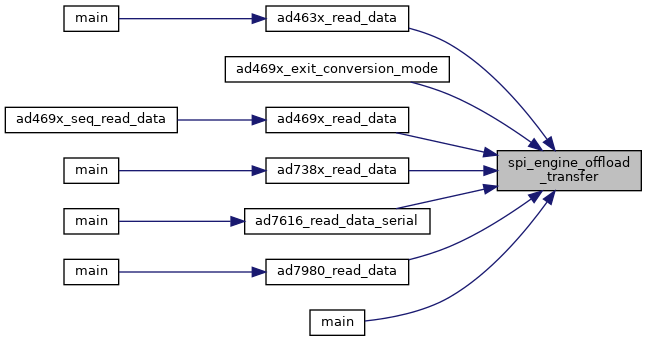 main
ad463x_read_data
ad469x_exit_conversion_mode
ad469x_seq_read_data
ad469x_read_data
spi_engine_offload
_transfer
main
ad738x_read_data
main
ad7616_read_data_serial
main
ad7980_read_data
main